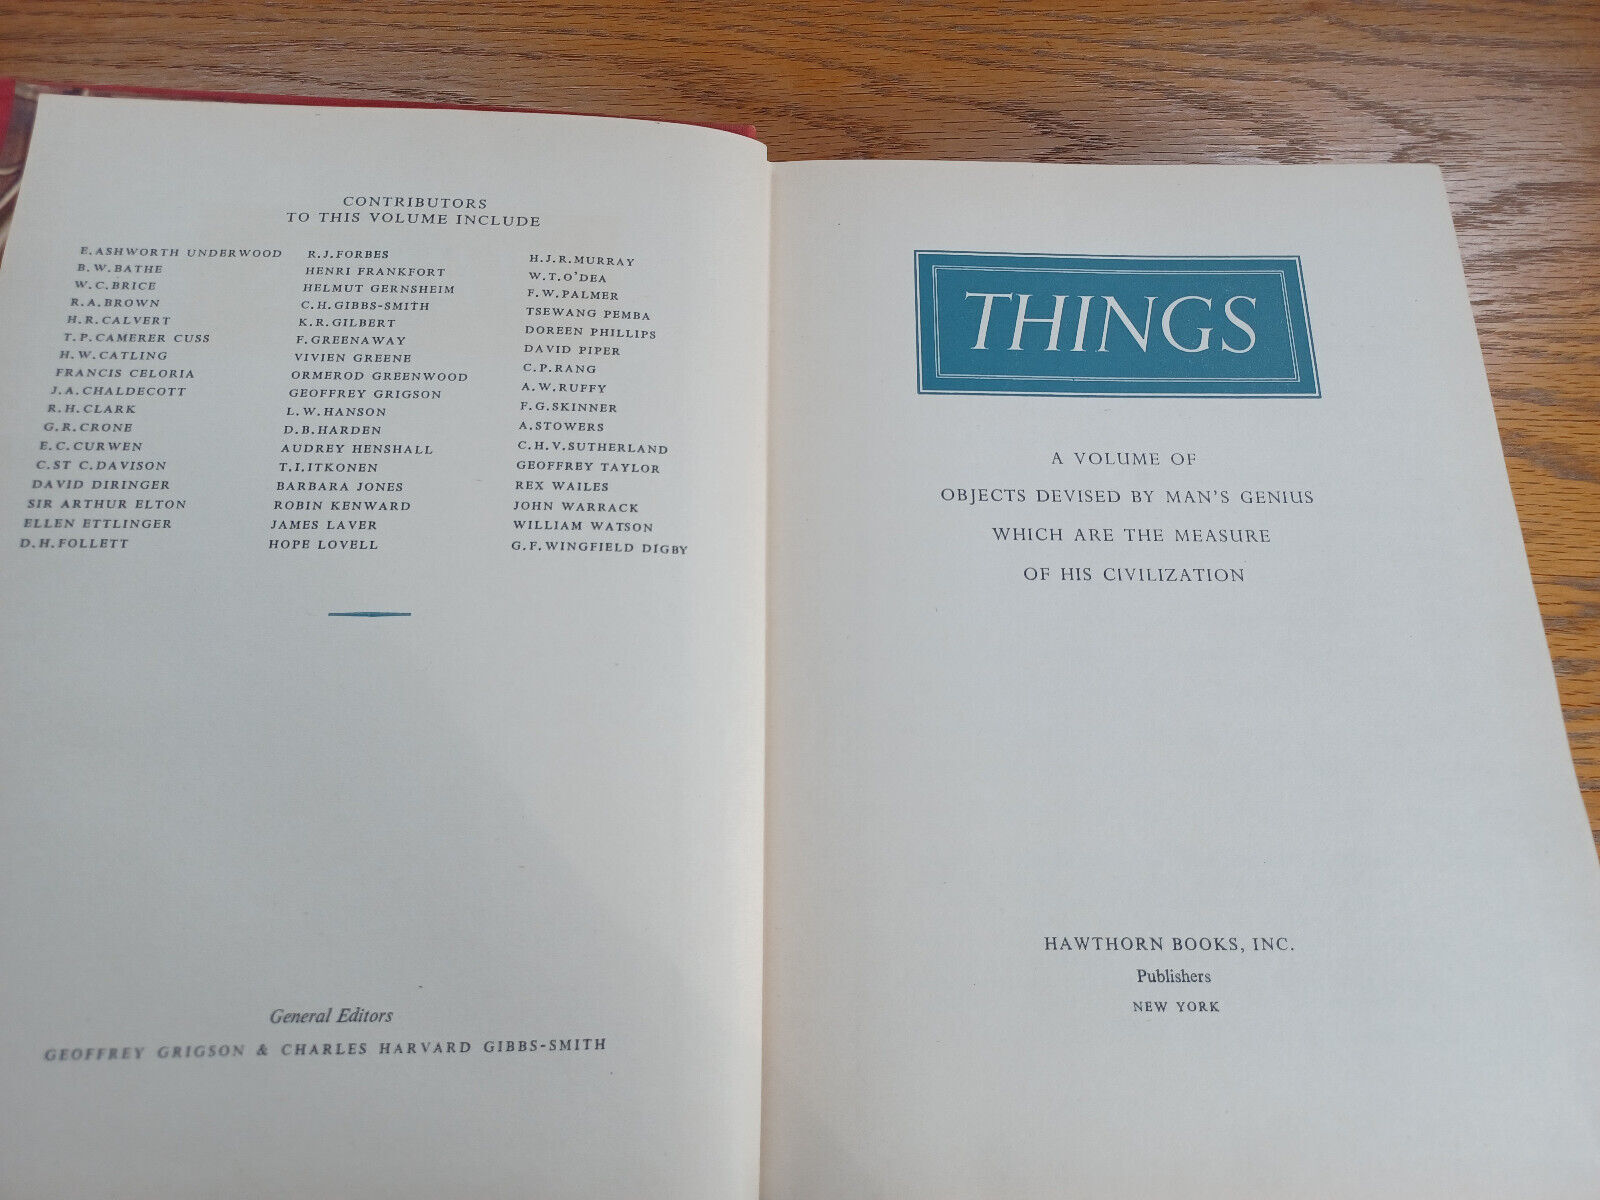 CONTRIBUTORS
TO THIS VOLUME INCLUDE
E. ASHWORTH UNDERWOOD
B. W. BATHE
W. C. BRICE
R. A. BROWN
H. R. CALVERT
T. P. CAMERER CUSS
H. W. CATLING
FRANCIS CELORIA
J. A. CHALDECOTT
R. H. CLARK
G. R. CRONE
E. C. CURWEN
C. ST C. DAVISON
DAVID DIRINGER
SIR ARTHUR ELTON
ELLEN ETTLINGER
D. H. FOLLETT
R. J. FORBES
HENRI FRANKFORT
HELMUT GERNSHEIM
C. H. GIBBS-SMITH
K. R. GILBERT
F. GREENAWAY
VIVIEN GREENE
ORMEROD GREENWOOD
GEOFFREY GRIGSON
L. W. HANSON
D. B. HARDEN
AUDREY HENSHALL
T. I. ITKONEN
BARBARA JONES
ROBIN KENWARD
JAMES LAVER
HOPE LOVELL
H. J. R. MURRAY
W. T. O'DEA
F. W. PALMER
TSEWANG PEMBA
DOREEN PHILLIPS
DAVID PIPER
C. P. RANG
A. W. RUFFY
F. G. SKINNER
A. STOWERS
C. H. V. SUTHERLAND
GEOFFREY TAYLOR
REX WAILES
JOHN WARRACK
WILLIAM WATSON
G. F. WINGFIELD DIGBY
General Editors
GEOFFREY GRIGSON & CHARLES HARVARD GIBBS-SMITH
THINGS
A VOLUME OF
OBJECTS DEVISED BY MAN'S GENIUS
WHICH ARE THE MEASURE
OF HIS CIVILIZATION
HAWTHORN BOOKS, INC.
Publishers
NEW YORK